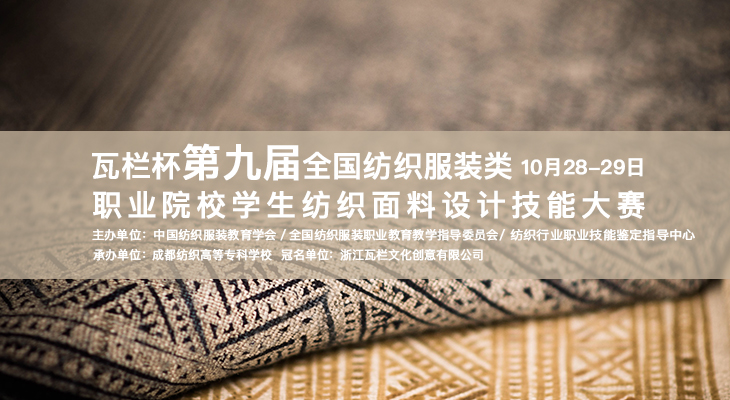 瓦栏杯第九届全国纺织服装类 10月28-29日
职业院校学生纺织面料设计技能大赛
主办单位：中国纺织服装教育学会 / 全国纺织服装职业教育教学指导委员会/ 纺织行业职业技能鉴定指导中心
承办单位：成都纺织高等专科学校 冠名单位：浙江瓦栏文化创意有限公司